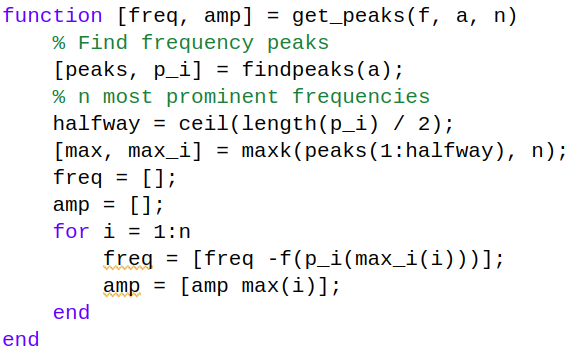 function [freq, amp] = get_peaks(f, a, n)
    % Find frequency peaks
    [peaks, p_i] = findpeaks(a);
    % n most prominent frequencies
    halfway = ceil(length(p_i) / 2);
    [max, max_i] = maxk(peaks(1:halfway), n);
    freq = [];
    amp = [];
    for i = 1:n
        freq = [freq -f(p_i(max_i(i)))];
        amp = [amp max(i)];
    end
end